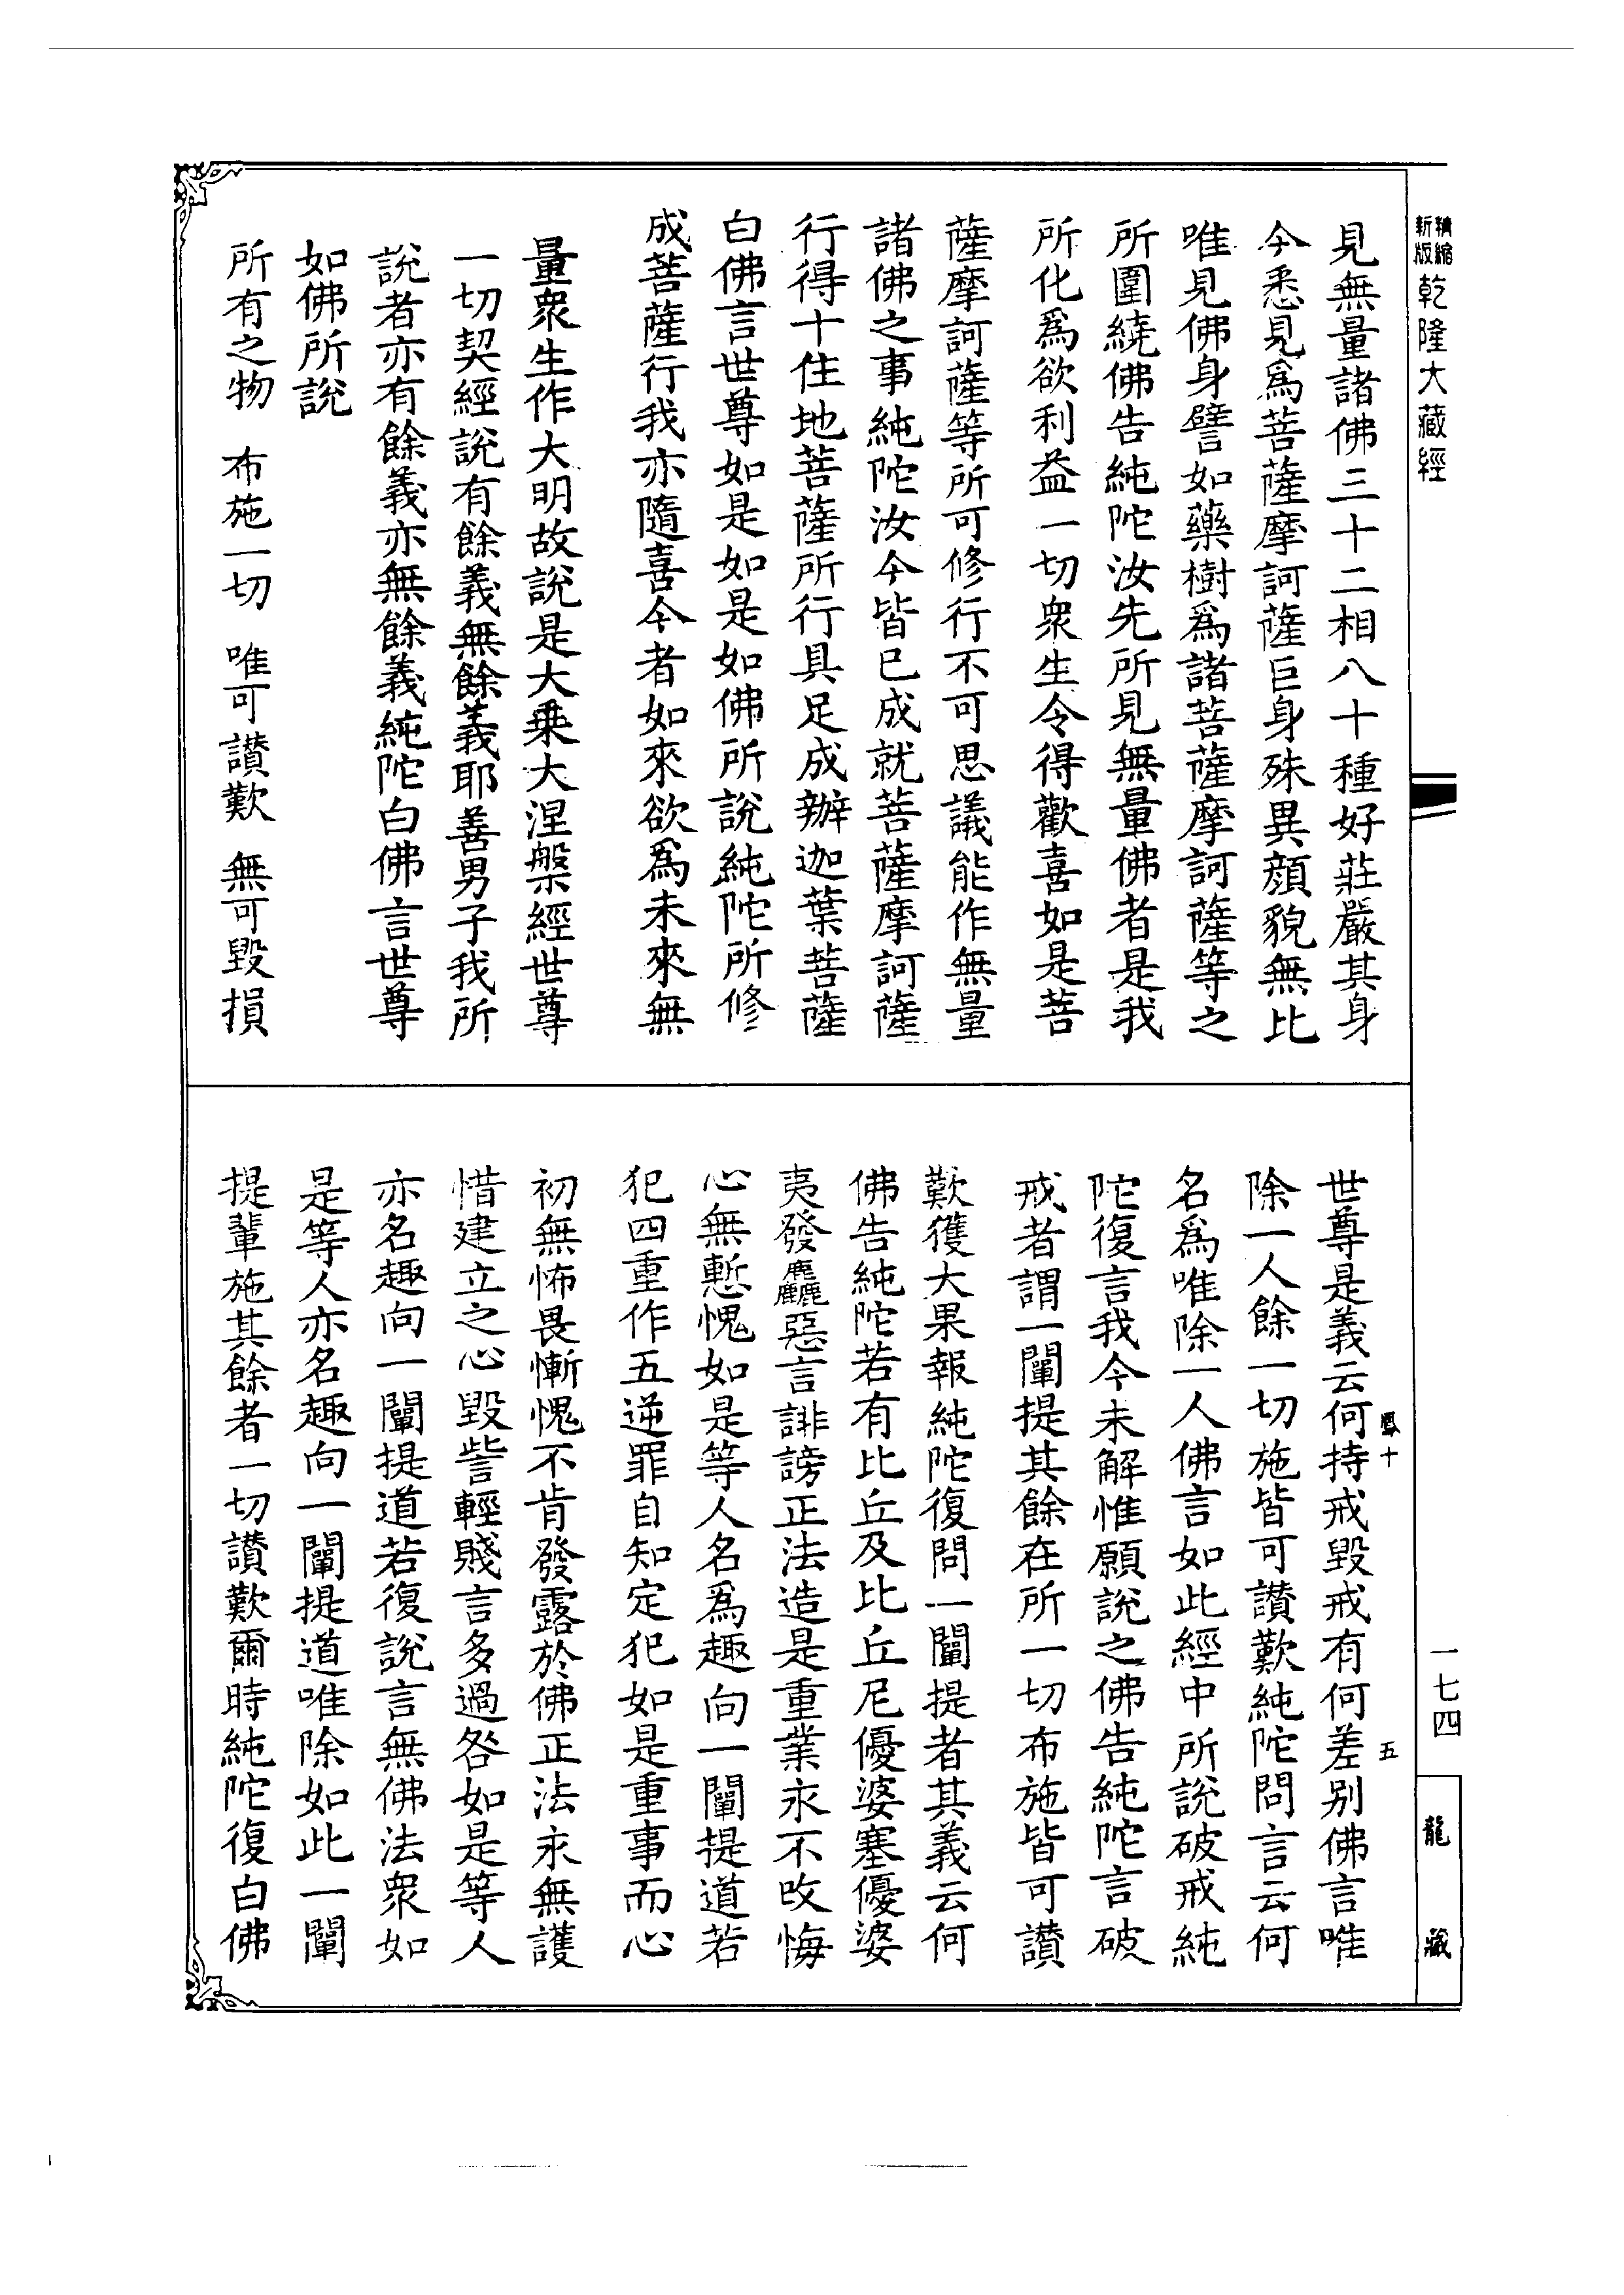 精縮新版乾隆大藏經
見無量諸佛三十二相八十種好莊嚴其身
今悉見爲菩薩摩訶薩巨身殊異顏貌無比
唯見佛身譬如藥樹爲諸菩薩摩訶薩等之
所圍繞佛告純陀汝先所見無量佛者是我
所化爲欲利益一切衆生令得歡喜如是菩
薩摩訶薩等所可修行不可思議能作無量
諸佛之事純陀汝今皆已成就菩薩摩訶薩
行得十住地菩薩所行具足成辦迦葉菩薩
白佛言世尊如是如是如佛所說純陀所修
成菩薩行我亦隨喜今者如來欲爲未來無
量衆生作大明故說是大乘大涅槃經世尊
一切契經說有餘義無餘義耶善男子我所
說者亦有餘義亦無餘義純陀白佛言世尊
如佛所說
所有之物　布施一切　唯可讚歎　無可毀損
世尊是義云何持戒毀戒有何差别佛言唯
除一人餘一切施皆可讚歎純陀問言云何
名爲唯除一人佛言如此經中所說破戒純
陀復言我今未解惟願說之佛告純陀言破
戒者謂一闡提其餘在所一切布施皆可讚
歎獲大果報純陀復問一闡提者其義云何
佛告純陀若有比丘及比丘尼優婆塞優婆
夷發麤惡言誹謗正法造是重業永不改悔
心無慙愧如是等人名爲趣向一闡提道若
犯四重作五逆罪自知定犯如是重事而心
初無怖畏慚愧不肯發露於佛正法永無護
惜建立之心毀訾輕賤言多過咎如是等人
亦名趣向一闡提道若復說言無佛法衆如
是等人亦名趣向一闡提道唯除如此一闡
提輩施其餘者一切讚歎爾時純陀復白佛
十
五
一七四
龍藏